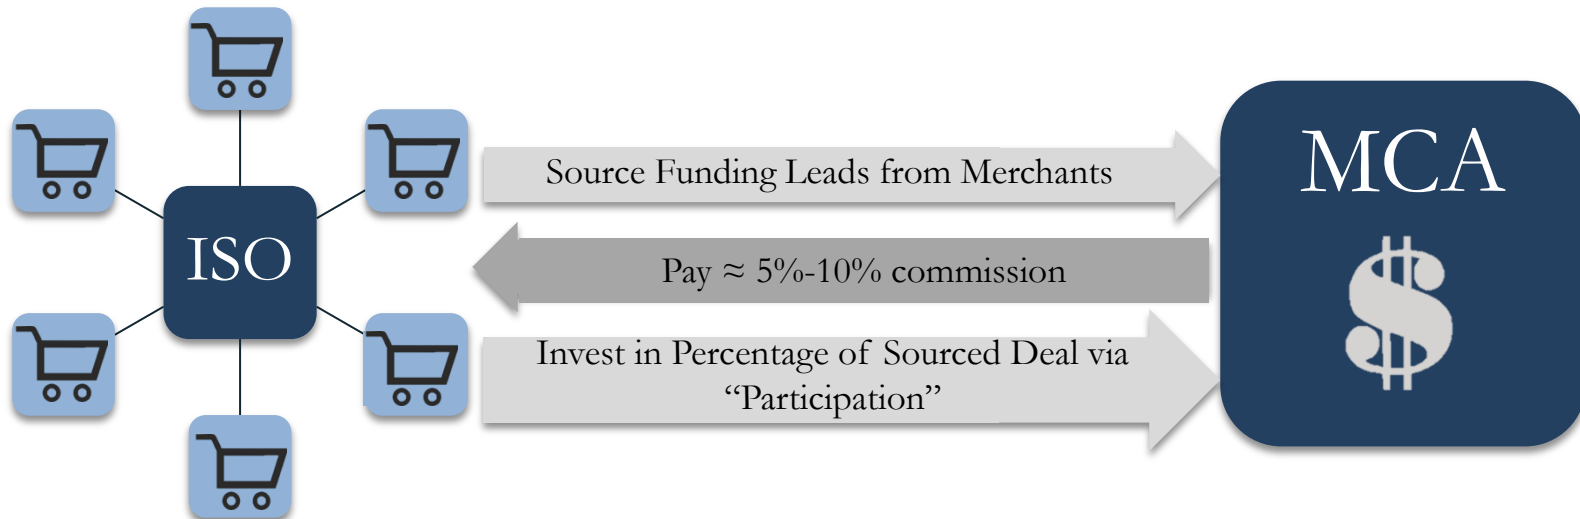 ISO
Source Funding Leads from Merchants
Pay ≈ 5%-10% commission
Invest in Percentage of Sourced Deal via
“Participation”
MCA
$